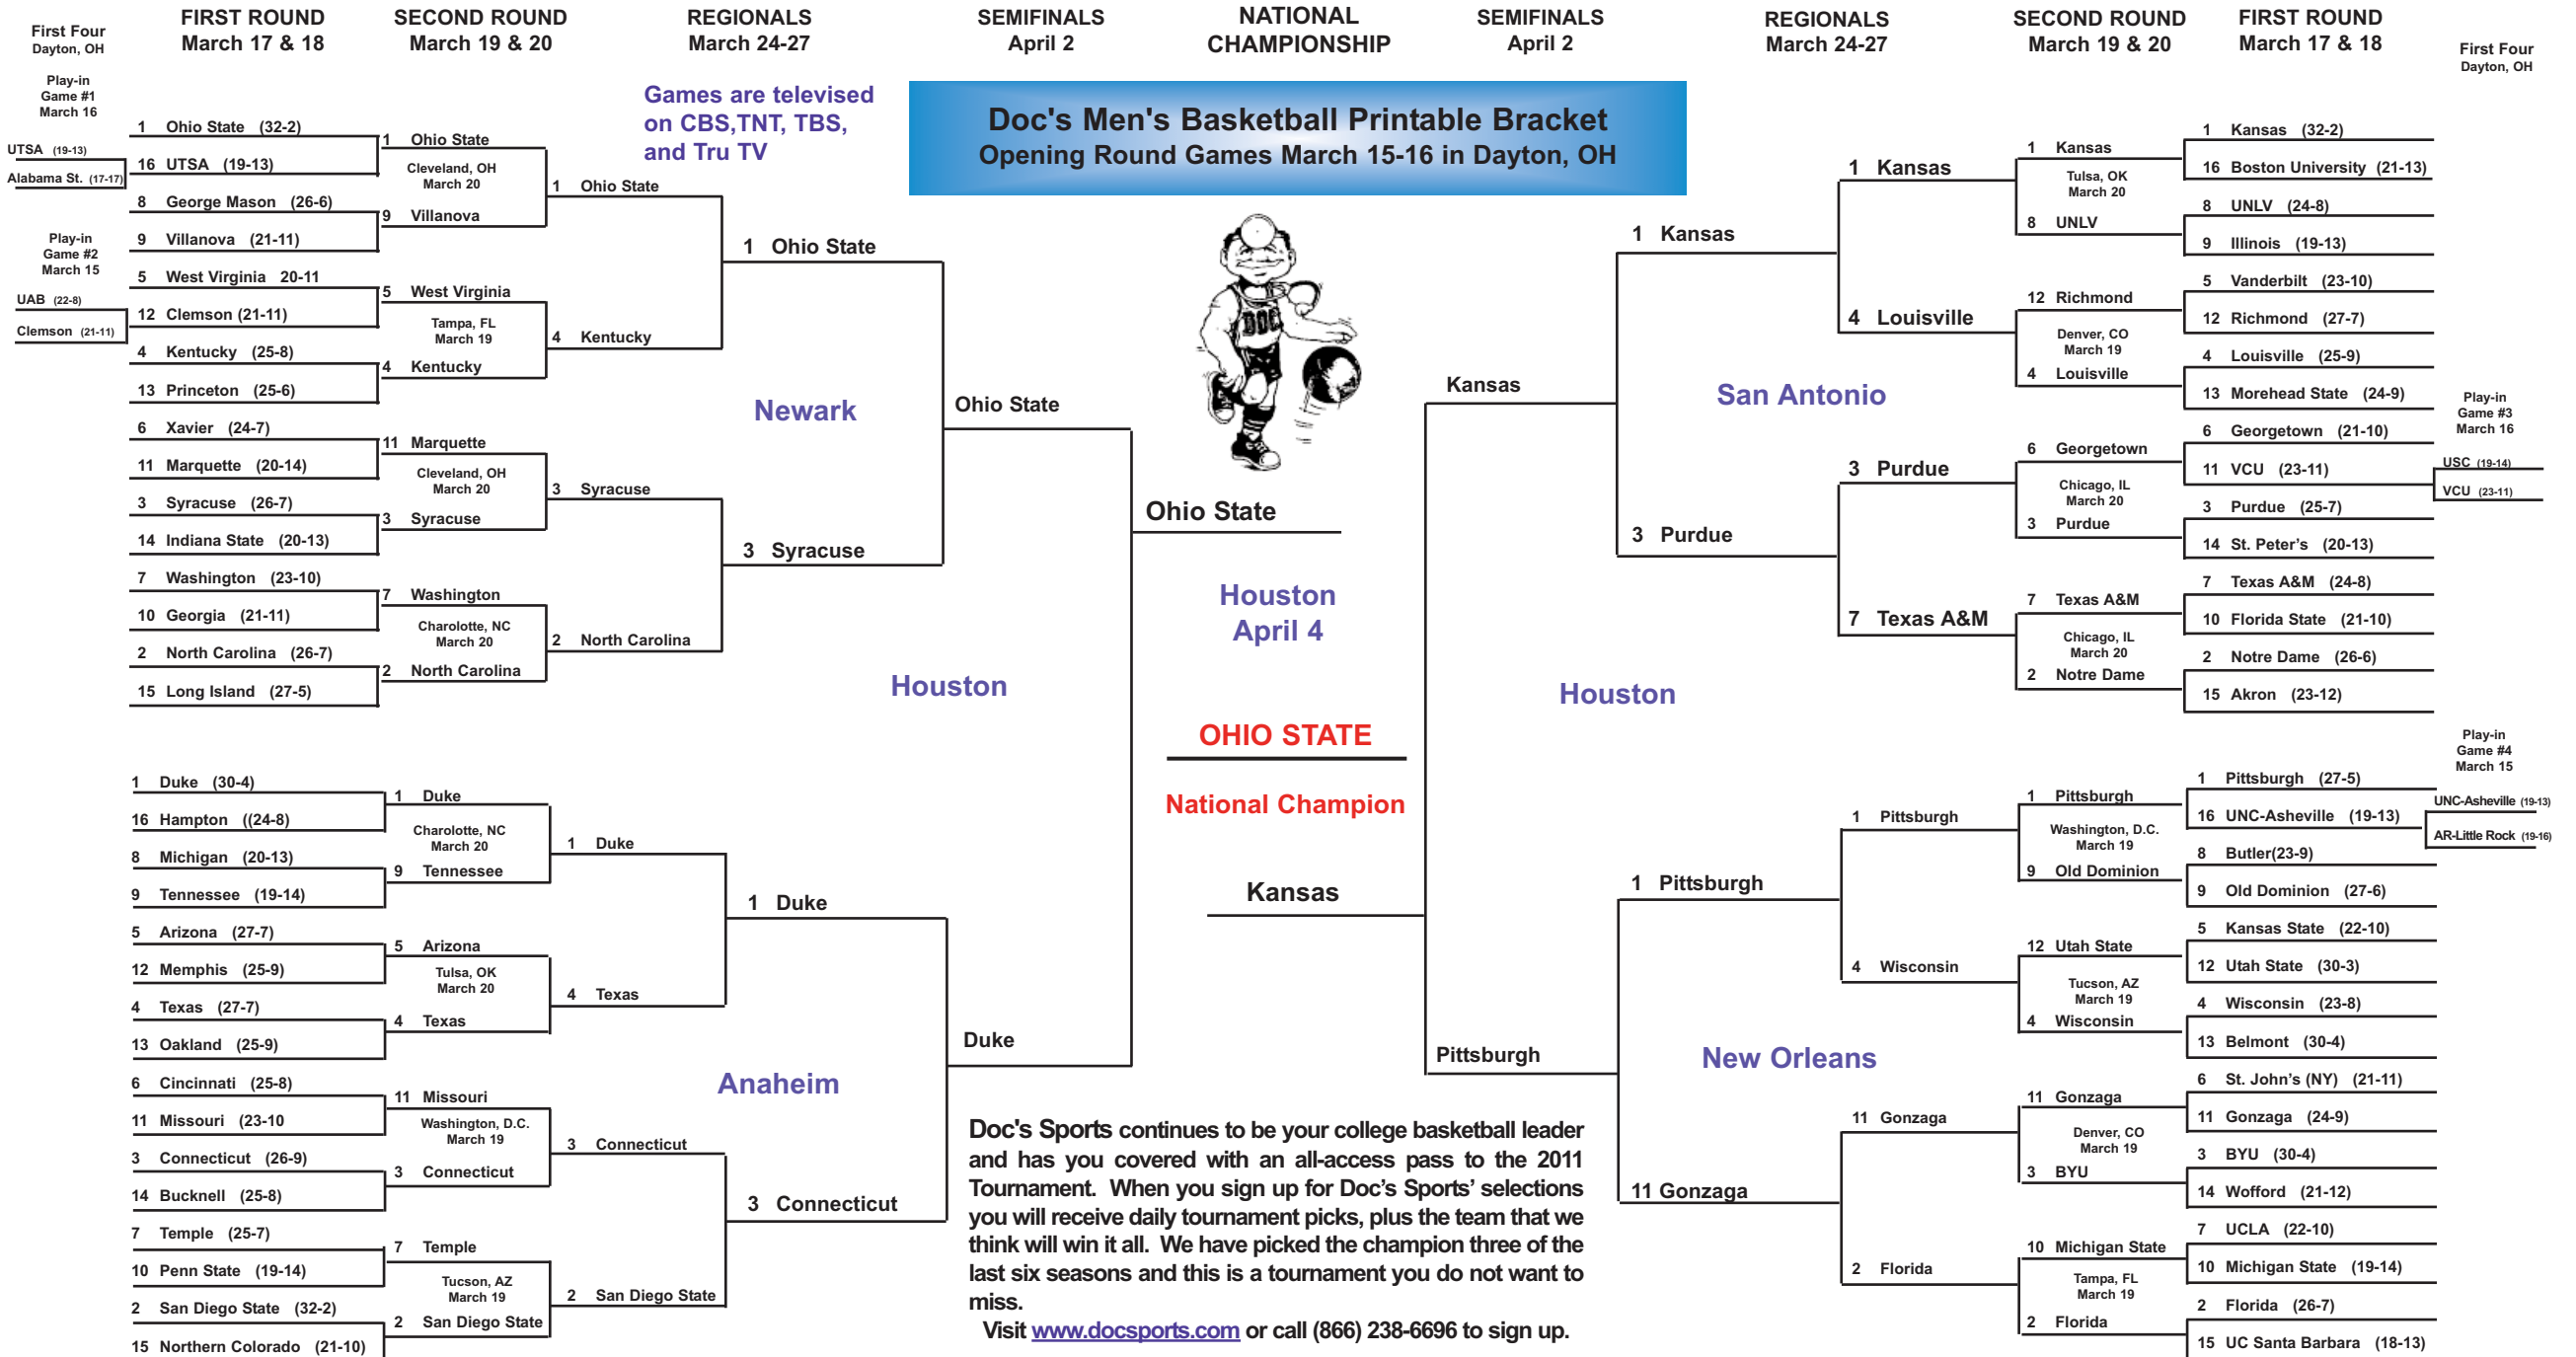 First Four
Dayton, OH
FIRST ROUND
March 17 & 18
SECOND ROUND
March 19 & 20
REGIONALS
March 24-27
SEMIFINALS
April 2
NATIONAL
CHAMPIONSHIP
SEMIFINALS
April 2
REGIONALS
March 24-27
SECOND ROUND
March 19 & 20
FIRST ROUND
March 17 & 18
First Four
Dayton, OH
Games are televised
on CBS,TNT, TBS,
and Tru TV
Doc's Men's Basketball Printable Bracket
Opening Round Games March 15-16 in Dayton, OH
Play-in
Game #1
March 16
UTSA (19-13)
Alabama St. (17-17)
Play-in
Game #2
March 15
UAB (22-8)
Clemson (21-11)
1 Ohio State (32-2)
16 UTSA (19-13)
8 George Mason (26-6)
9 Villanova (21-11)
5 West Virginia 20-11
12 Clemson (21-11)
4 Kentucky (25-8)
13 Princeton (25-6)
6 Xavier (24-7)
11 Marquette (20-14)
3 Syracuse (26-7)
14 Indiana State (20-13)
7 Washington (23-10)
10 Georgia (21-11)
2 North Carolina (26-7)
15 Long Island (27-5)
1 Ohio State
Cleveland, OH
March 20
9 Villanova
5 West Virginia
Tampa, FL
March 19
4 Kentucky
11 Marquette
Cleveland, OH
March 20
3 Syracuse
7 Washington
Charolotte, NC
March 20
2 North Carolina
1 Ohio State
4 Kentucky
3 Syracuse
2 North Carolina
1 Ohio State
Newark
3 Syracuse
Ohio State
Houston
1 Duke (30-4)
16 Hampton ((24-8)
8 Michigan (20-13)
9 Tennessee (19-14)
5 Arizona (27-7)
12 Memphis (25-9)
4 Texas (27-7)
13 Oakland (25-9)
6 Cincinnati (25-8)
11 Missouri (23-10
3 Connecticut (26-9)
14 Bucknell (25-8)
7 Temple (25-7)
10 Penn State (19-14)
2 San Diego State (32-2)
15 Northern Colorado (21-10)
1 Duke
Charolotte, NC
March 20
9 Tennessee
5 Arizona
Tulsa, OK
March 20
4 Texas
11 Missouri
Washington, D.C.
March 19
3 Connecticut
7 Temple
Tucson, AZ
March 19
2 San Diego State
1 Duke
4 Texas
3 Connecticut
2 San Diego State
1 Duke
Anaheim
3 Connecticut
Duke
DOC
Ohio State
Houston
April 4
OHIO STATE
National Champion
Kansas
Kansas
Houston
Pittsburgh
1 Kansas
San Antonio
3 Purdue
1 Kansas
4 Louisville
3 Purdue
7 Texas A&M
1 Kansas
Tulsa, OK
March 20
8 UNLV
12 Richmond
Denver, CO
March 19
4 Louisville
6 Georgetown
Chicago, IL
March 20
3 Purdue
7 Texas A&M
Chicago, IL
March 20
2 Notre Dame
1 Kansas (32-2)
16 Boston University (21-13)
8 UNLV (24-8)
9 Illinois (19-13)
5 Vanderbilt (23-10)
12 Richmond (27-7)
4 Louisville (25-9)
13 Morehead State (24-9)
6 Georgetown (21-10)
11 VCU (23-11)
3 Purdue (25-7)
14 St. Peter's (20-13)
7 Texas A&M (24-8)
10 Florida State (21-10)
2 Notre Dame (26-6)
15 Akron (23-12)
Play-in
Game #3
March 16
USC (19-14)
VCU (23-11)
Play-in
Game #4
March 15
UNC-Asheville (19-13)
AR-Little Rock (19-16)
1 Pittsburgh
New Orleans
11 Gonzaga
1 Pittsburgh
4 Wisconsin
11 Gonzaga
2 Florida
1 Pittsburgh
Washington, D.C.
March 19
9 Old Dominion
12 Utah State
Tucson, AZ
March 19
4 Wisconsin
11 Gonzaga
Denver, CO
March 19
3 BYU
10 Michigan State
Tampa, FL
March 19
2 Florida
1 Pittsburgh (27-5)
16 UNC-Asheville (19-13)
8 Butler(23-9)
9 Old Dominion (27-6)
5 Kansas State (22-10)
12 Utah State (30-3)
4 Wisconsin (23-8)
13 Belmont (30-4)
6 St. John's (NY) (21-11)
11 Gonzaga (24-9)
3 BYU (30-4)
14 Wofford (21-12)
7 UCLA (22-10)
10 Michigan State (19-14)
2 Florida (26-7)
15 UC Santa Barbara (18-13)
Doc's Sports continues to be your college basketball leader
and has you covered with an all-access pass to the 2011
Tournament. When you sign up for Doc's Sports' selections
you will receive daily tournament picks, plus the team that we
think will win it all. We have picked the champion three of the
last six seasons and this is a tournament you do not want to
miss.
Visit www.docsports.com or call (866) 238-6696 to sign up.